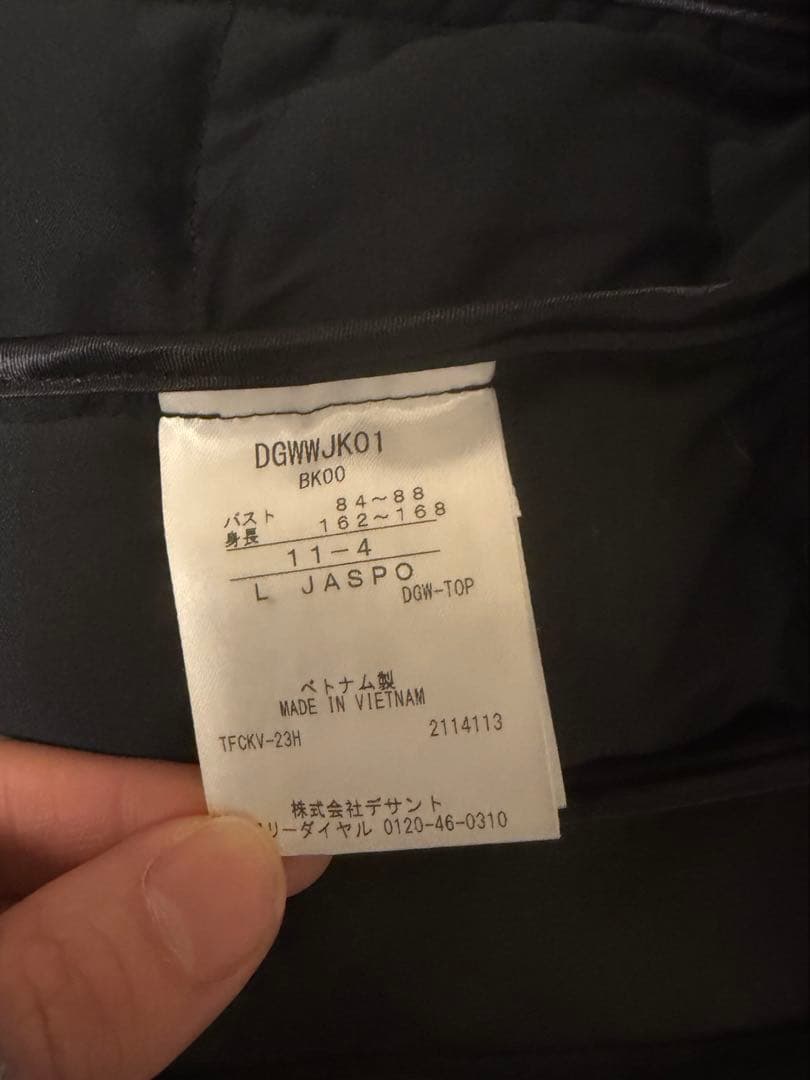 DGWWJK01
BK00
バスト 84~88
身長 162~168
11-4
L JASPO
DGW-TOP
ベトナム製
MADE IN VIETNAM
TFCKV-23H 2114113
株式会社デサント
リーダイヤル 0120-46-0310